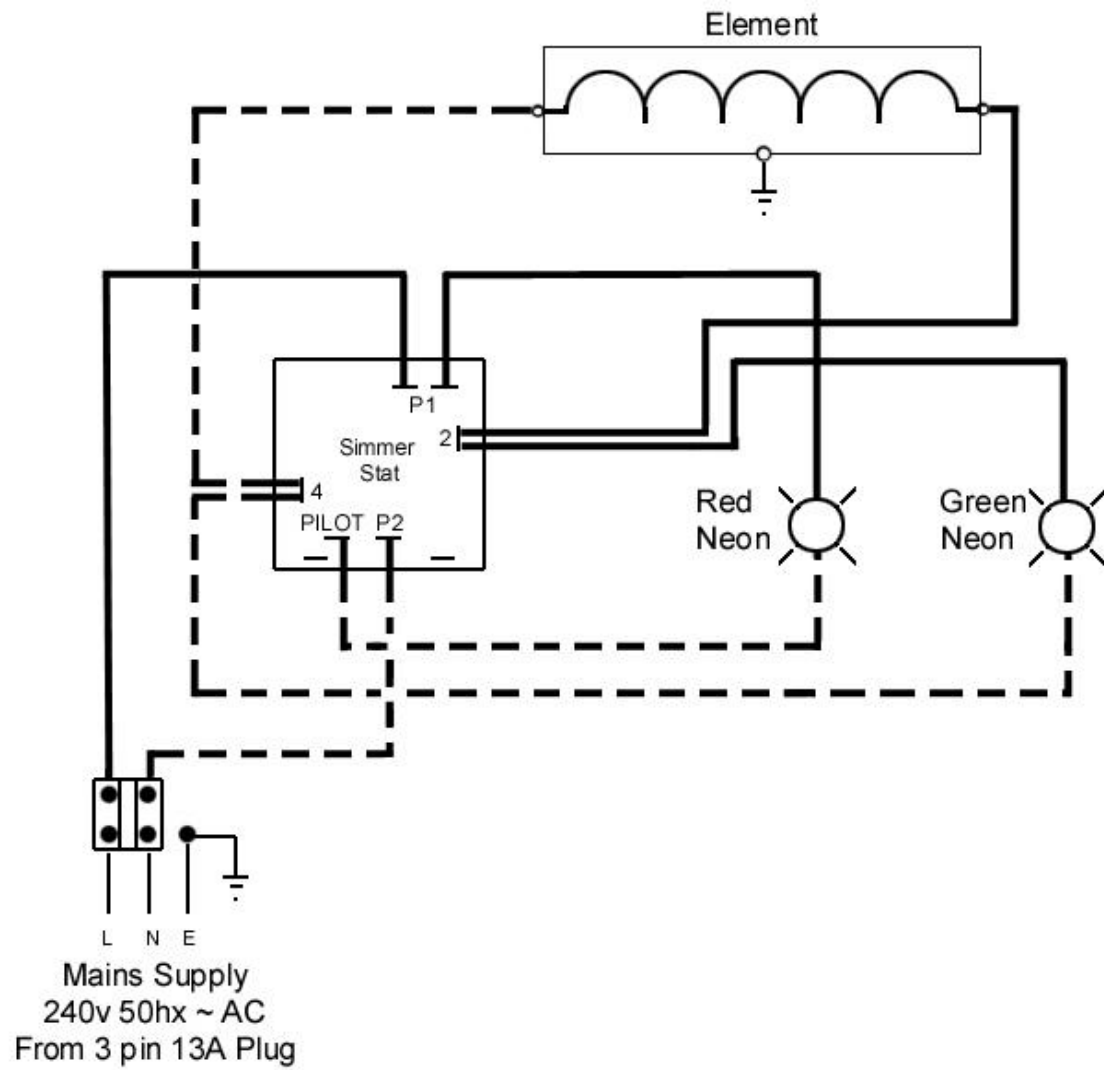 Element
P1
2
Simmer
Stat
4
PILOT P2
Red
Neon
Green
Neon
L N E
Mains Supply
240v 50hx ~ AC
From 3 pin 13A Plug